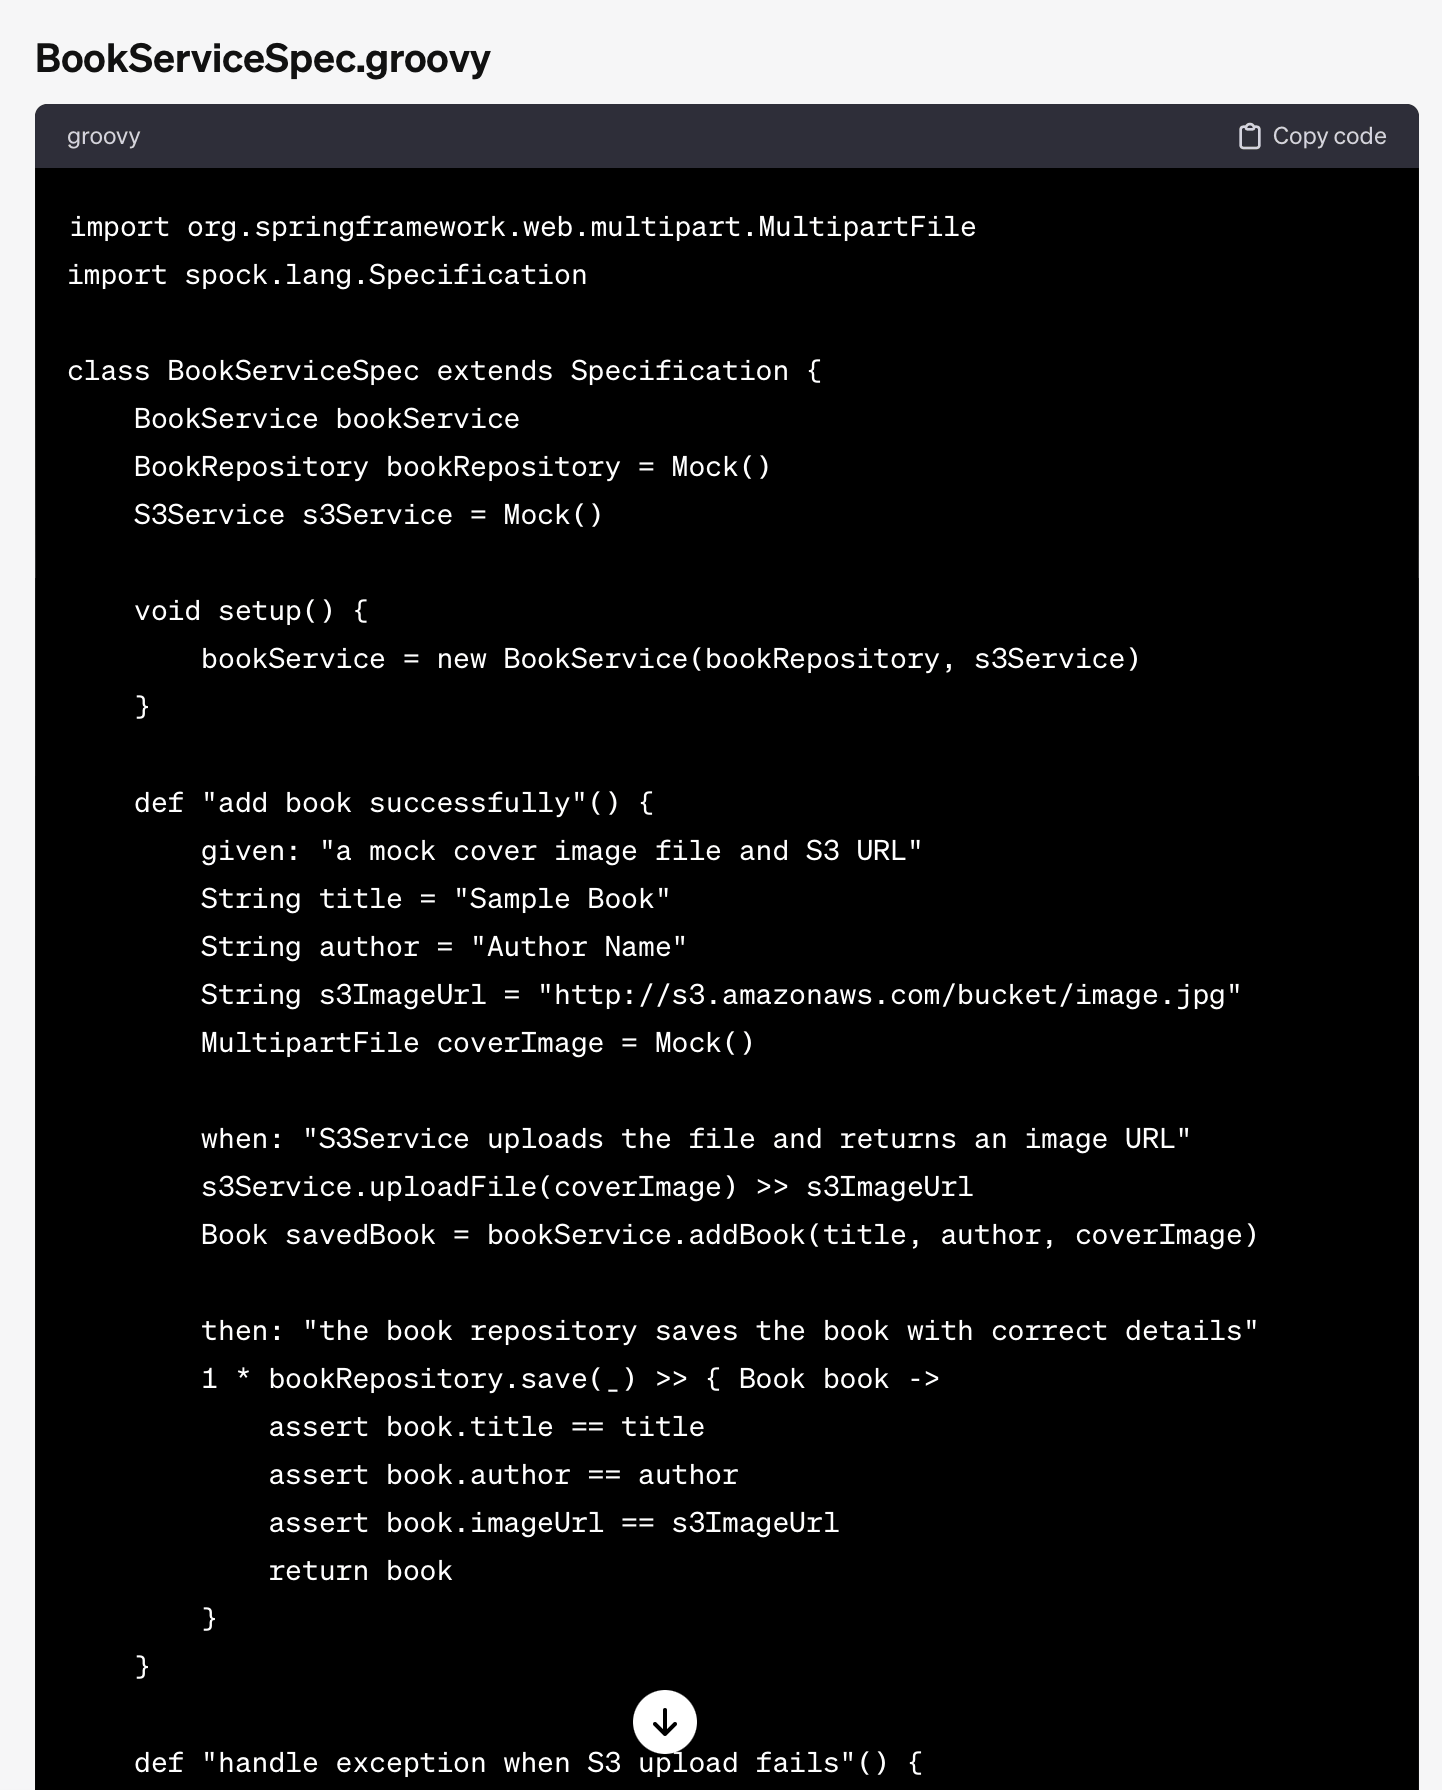 BookServiceSpec.groovy
groovy
Copy code
import org.springframework.web.multipart.MultipartFile
import spock.lang.Specification
class BookServiceSpec extends Specification {
BookService bookService
BookRepository bookRepository = Mock()
S3Service s3Service = Mock()
void setup() {
bookService = new BookService(bookRepository, s3Service)
}
def "add book successfully"() {
given: "a mock cover image file and S3 URL"
String title = "Sample Book"
String author = "Author Name"
String s3ImageUrl = "http://s3.amazonaws.com/bucket/image.jpg"
MultipartFile coverImage = Mock()
when: "S3Service uploads the file and returns an image URL"
s3Service.uploadFile(coverImage) >> s3ImageUrl
Book savedBook = bookService.addBook(title, author, coverImage)
then: "the book repository saves the book with correct details"
1 * bookRepository.save(_) >> { Book book ->
assert book.title == title
assert book.author == author
assert book.imageUrl == s3ImageUrl
return book
}
}
def "handle exception when S3 upload fails"() {